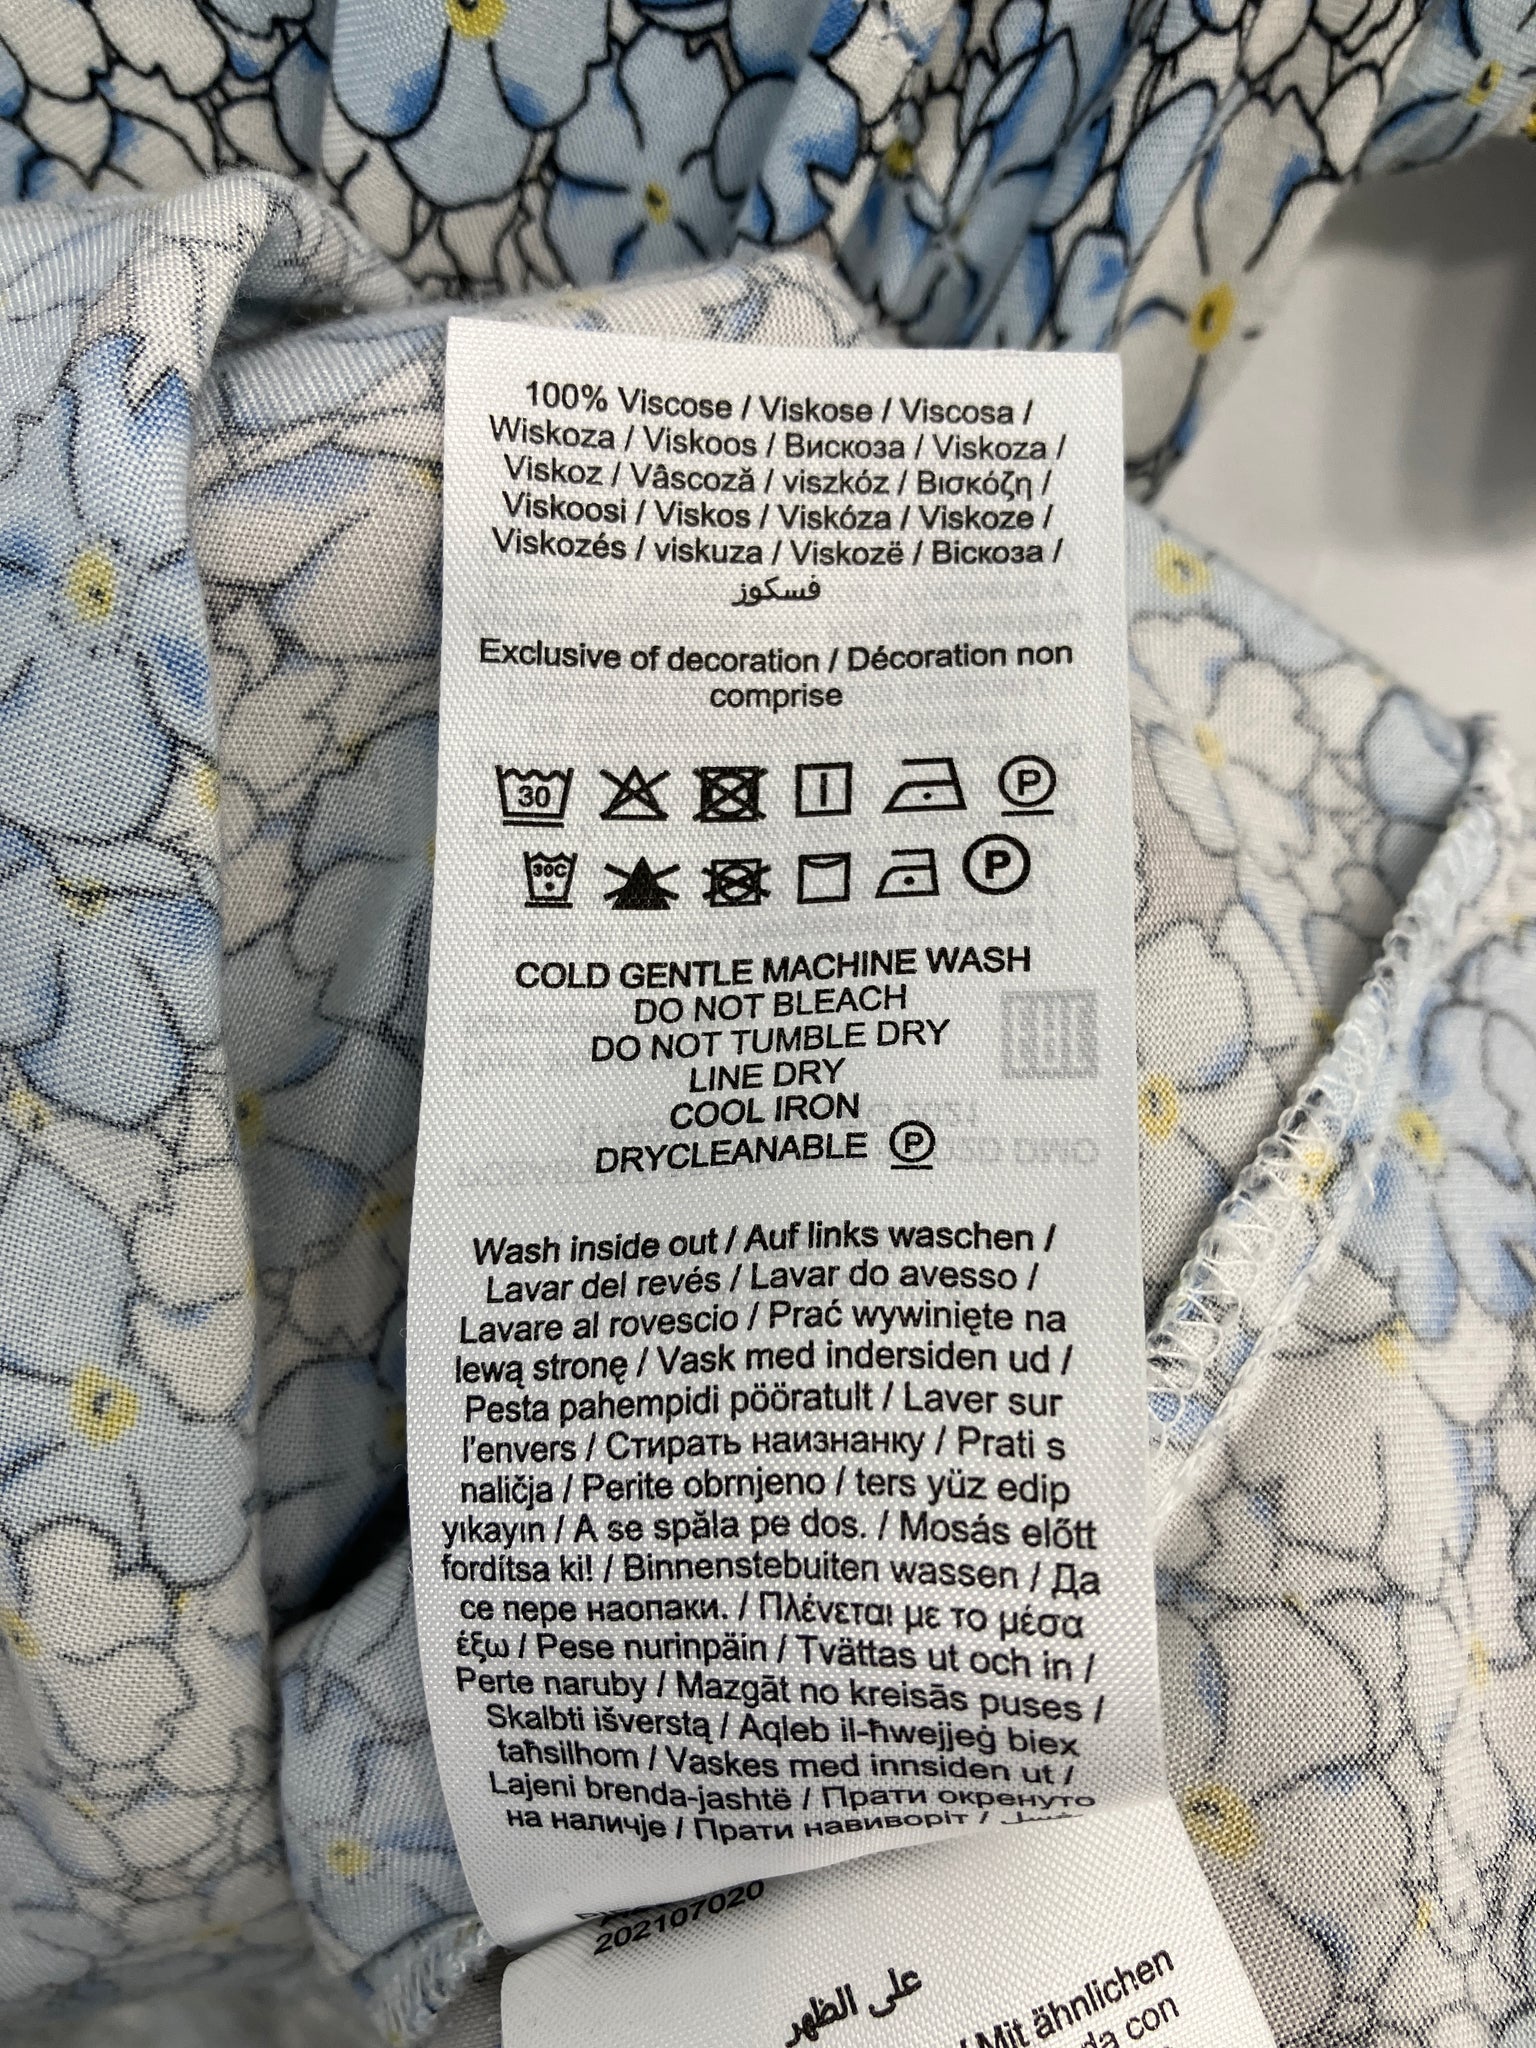 100% Viscose / Viskose / Viscosa /
Wiskoza / Viskoos / Вискоза / Viskoza /
Viskoz / Vâscoză / viszkóz / Βισκόζη /
Viskoosi / Viskos / Viskóza / Viskoze /
Viskozés / viskuza / Viskozë / Віскоза /
فسكوز
Exclusive of decoration / Décoration non
comprise
30 P
30C P
COLD GENTLE MACHINE WASH
DO NOT BLEACH
DO NOT TUMBLE DRY
LINE DRY
COOL IRON
DRYCLEANABLE P
Wash inside out / Auf links waschen /
Lavar del revés / Lavar do avesso /
Lavare al rovescio / Prać wywinięte na
lewą stronę / Vask med indersiden ud /
Pesta pahempidi pööratult / Laver sur
l'envers / Стирать наизнанку / Prati s
naličja / Perite obrnjeno / ters yüz edip
yıkayın / A se spăla pe dos. / Mosás előtt
fordítsa ki! / Binnenstebuiten wassen / Да
се пере наопаки. / Πλένεται με το μέσα
έξω / Pese nurinpäin / Tvättas ut och in /
Perte naruby / Mazgāt no kreisās puses /
Skalbti išverstą / Aqleb il-ħwejjeġ biex
taħsilhom / Vaskes med innsiden ut /
Lajeni brenda-jashtë / Прати окренуто
на наличје / Прати навиворіт /
202107020
على الظهر
/ Mit ähnlichen
con